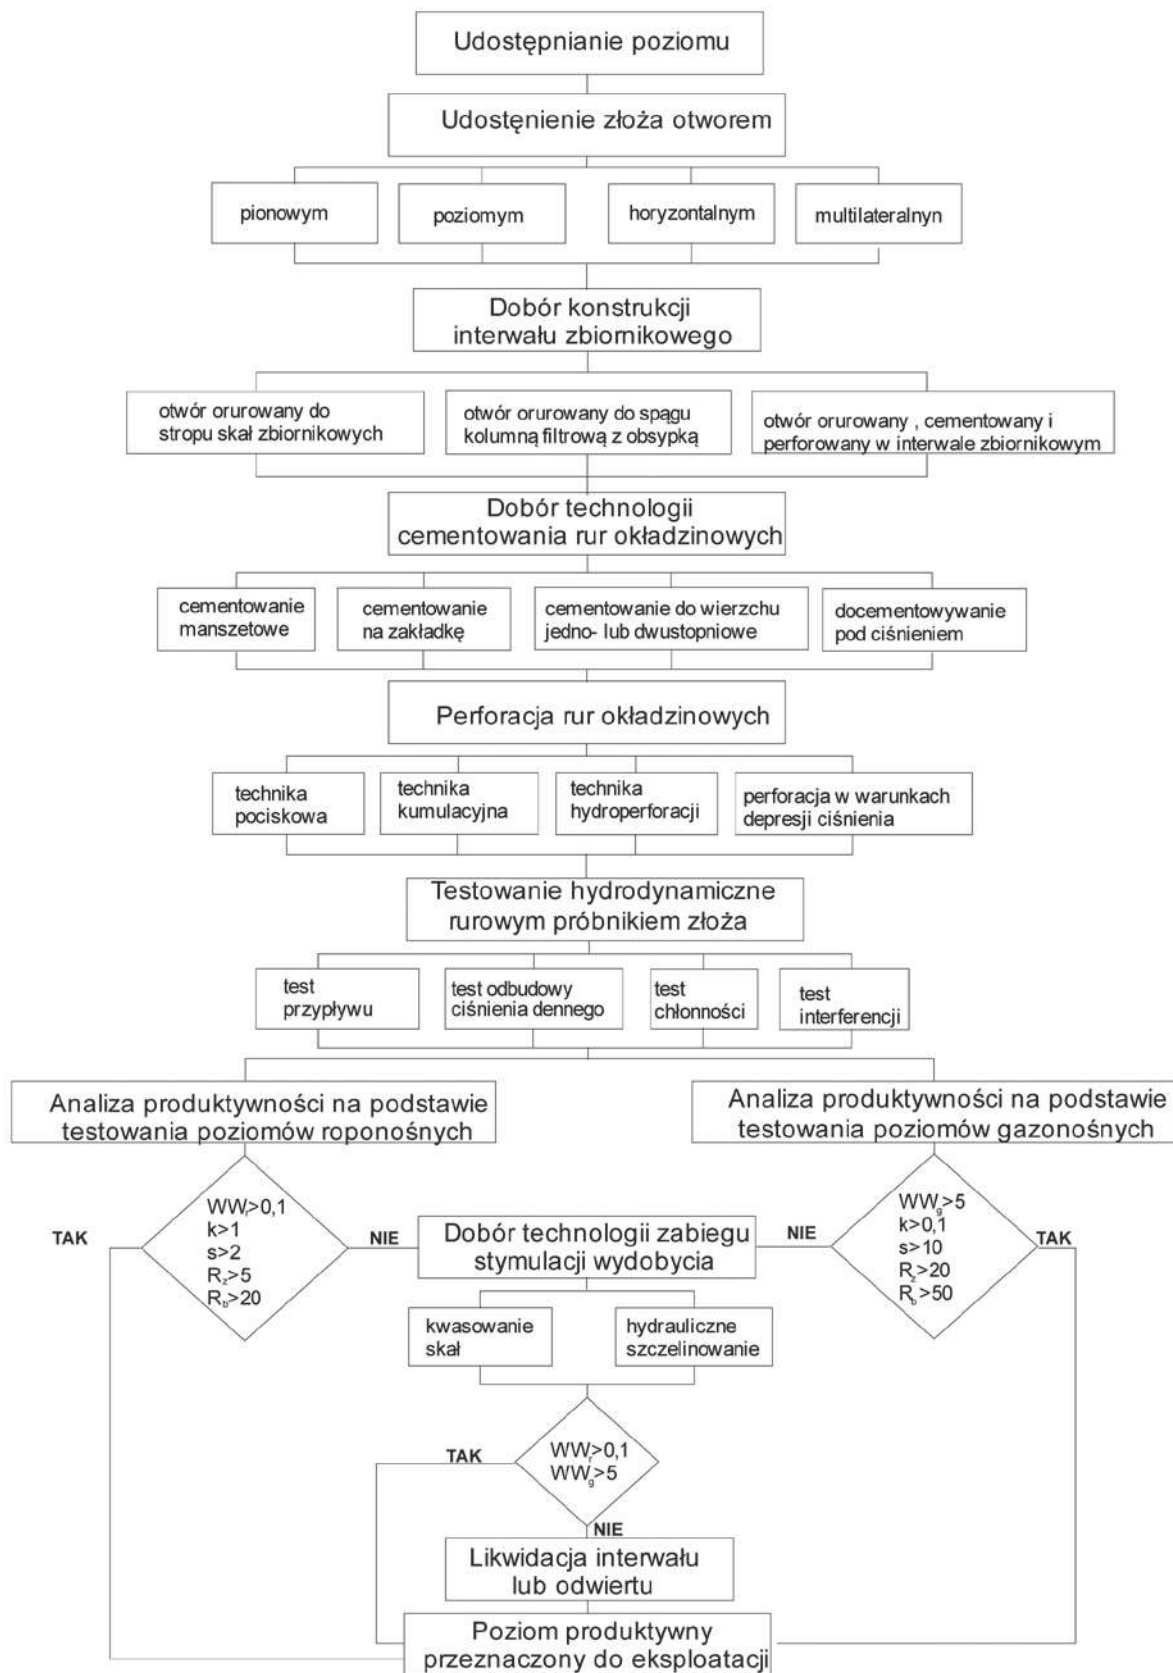 Udostępnianie poziomu
Udostęnienie złoża otworem
pionowym
poziomym
horyzontalnym
multilateralnyn
Dobór konstrukcji
interwału zbiornikowego
otwór orurowany do
stropu skał zbiornikowych
otwór orurowany do spągu
kolumną filtrową z obsypką
otwór orurowany , cementowany i
perforowany w interwale zbiornikowym
Dobór technologii
cementowania rur okładzinowych
cementowanie
manszetowe
cementowanie
na zakładkę
cementowanie do wierzchu
jedno- lub dwustopniowe
docementowywanie
pod ciśnieniem
Perforacja rur okładzinowych
technika
pociskowa
technika
kumulacyjna
technika
hydroperforacji
perforacja w warunkach
depresji ciśnienia
Testowanie hydrodynamiczne
rurowym próbnikiem złoża
test
przypływu
test odbudowy
ciśnienia dennego
test
chłonności
test
interferencji
Analiza produktywności na podstawie
testowania poziomów roponośnych
Analiza produktywności na podstawie
testowania poziomów gazonośnych
WWr>0,1
k>1
s>2
Rz>5
Rb>20
TAK
NIE
Dobór technologii zabiegu
stymulacji wydobycia
NIE
WWg>5
k>0,1
s>10
Rz>20
Rb>50
TAK
kwasowanie
skał
hydrauliczne
szczelinowanie
TAK
WWr>0,1
WWg>5
NIE
Likwidacja interwału
lub odwiertu
Poziom produktywny
przeznaczony do eksploatacji